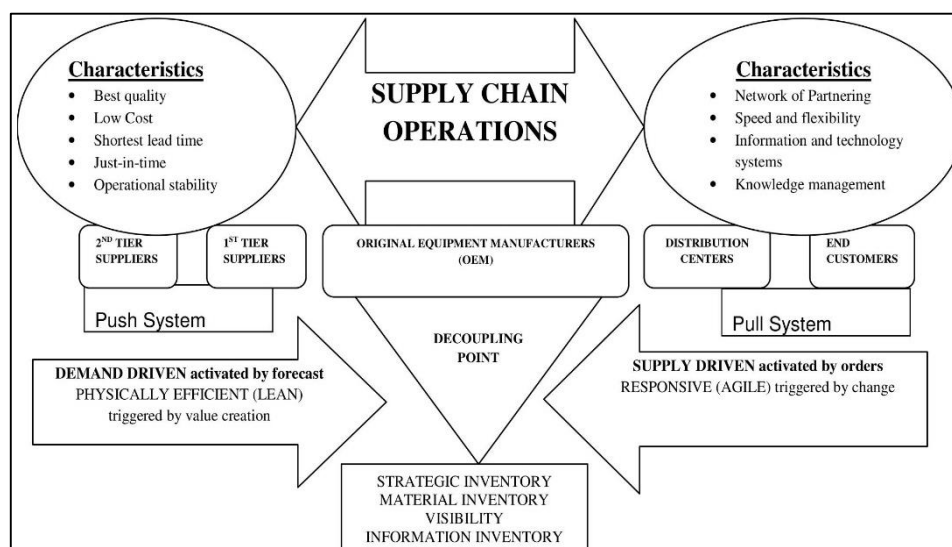 Characteristics
• Best quality
• Low Cost
• Shortest lead time
• Just-in-time
• Operational stability
SUPPLY CHAIN
OPERATIONS
Characteristics
• Network of Partnering
• Speed and flexibility
• Information and technology
systems
• Knowledge management
2ND TIER
SUPPLIERS
1ST TIER
SUPPLIERS
ORIGINAL EQUIPMENT MANUFACTURERS
(OEM)
DISTRIBUTION
CENTERS
END
CUSTOMERS
Push System
Pull System
DECOUPLING
POINT
DEMAND DRIVEN activated by forecast
PHYSICALLY EFFICIENT (LEAN)
triggered by value creation
SUPPLY DRIVEN activated by orders
RESPONSIVE (AGILE) triggered by change
STRATEGIC INVENTORY
MATERIAL INVENTORY
VISIBILITY
INFORMATION INVENTORY